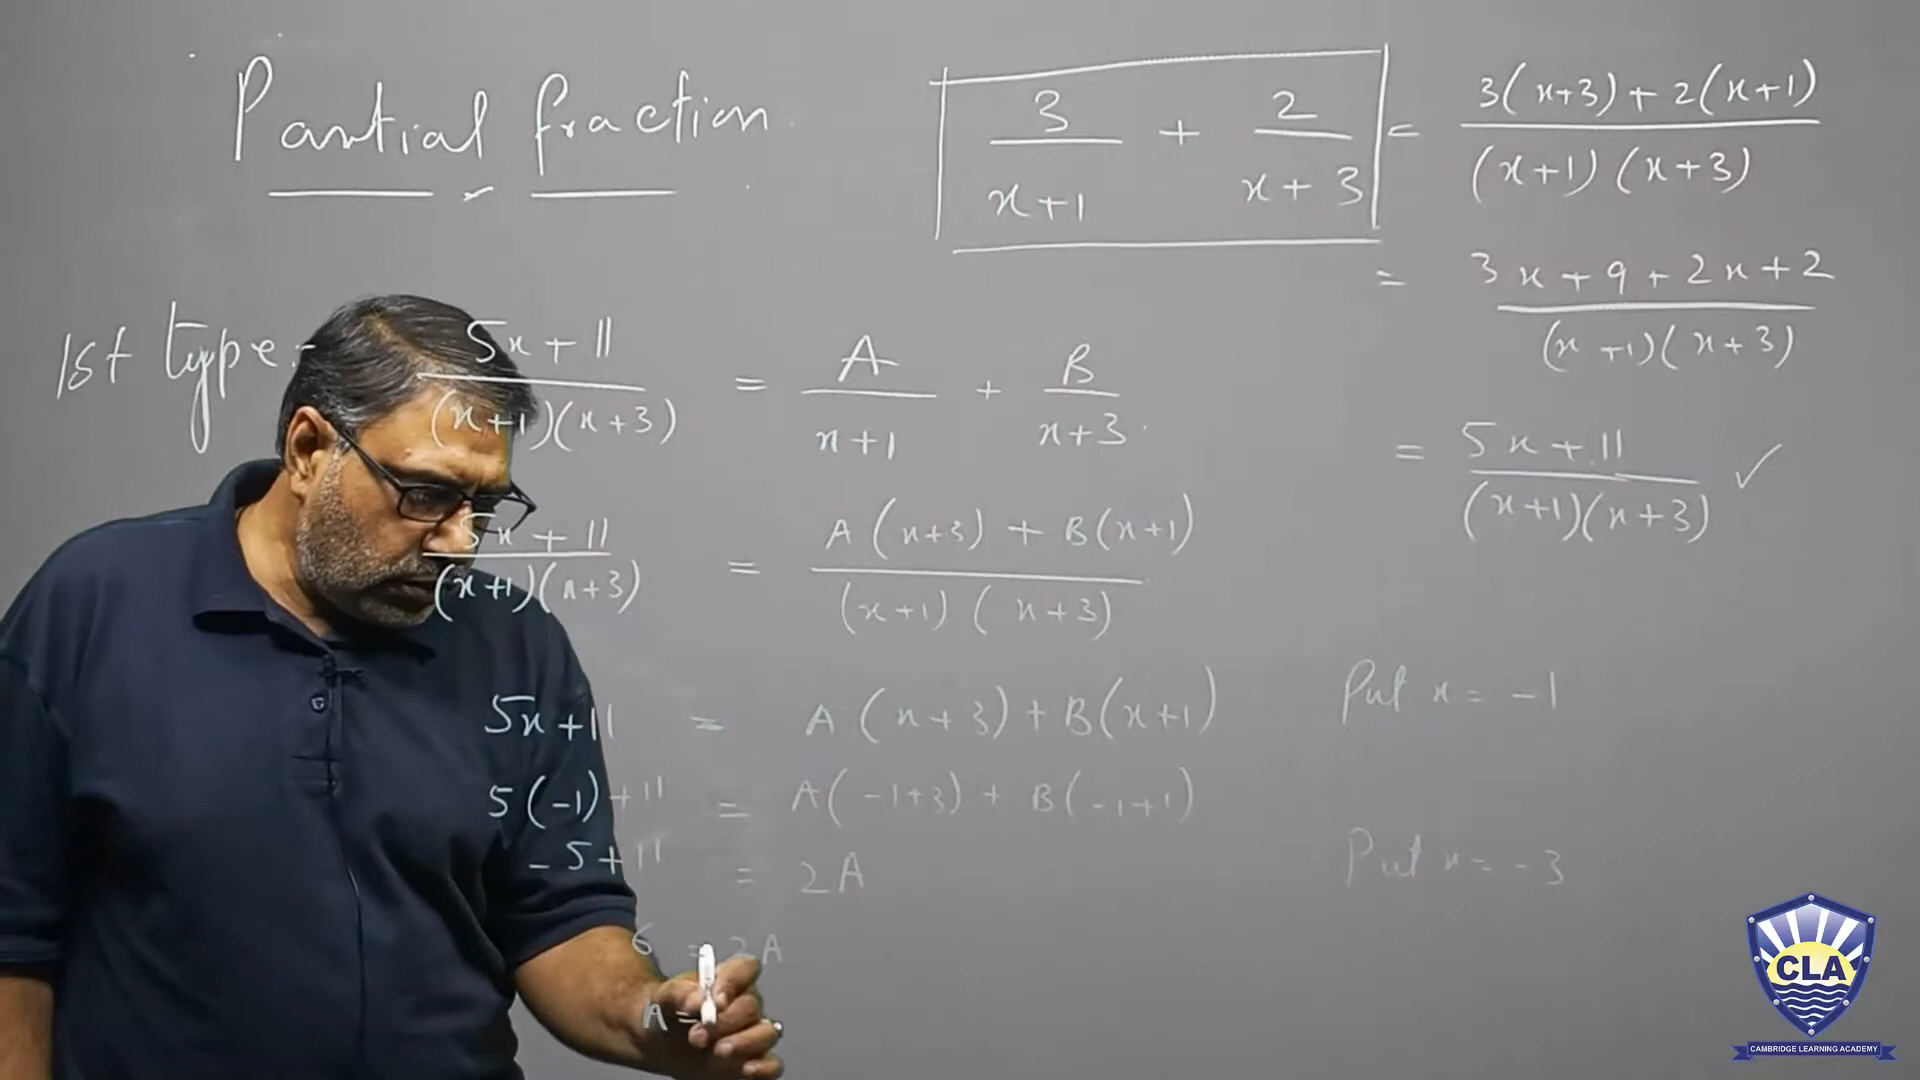 Partial fraction.
3/(x+1) + 2/(x+3) = (3(x+3) + 2(x+1))/((x+1)(x+3))
= (3x + 9 + 2x + 2)/((x+1)(x+3))
= (5x + 11)/((x+1)(x+3)) ✓
1st type:- (5x + 11)/((x+1)(x+3)) = A/(x+1) + B/(x+3)
(5x + 11)/((x+1)(x+3)) = (A(x+3) + B(x+1))/((x+1)(x+3))
5x + 11 = A(x+3) + B(x+1) Put x = -1
5(-1) + 11 = A(-1+3) + B(-1+1)
-5 + 11 = 2A Put x = -3
6 = 2A
A =
CLA
CAMBRIDGE LEARNING ACADEMY